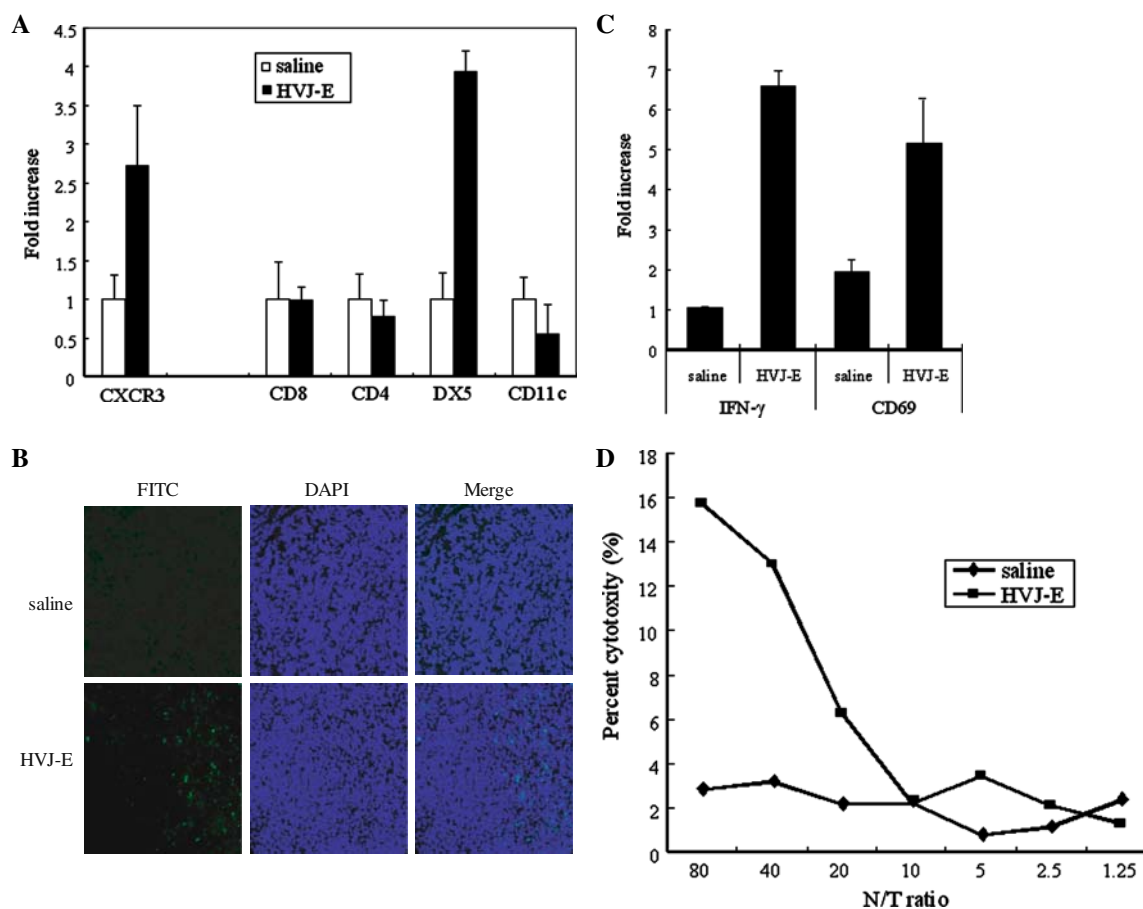 A
4.5
4
3.5
3
2.5
2
1.5
1
0.5
0
Fold increase
saline
HVJ-E
CXCR3 CD8 CD4 DX5 CD11c
B
FITC DAPI Merge
saline
HVJ-E
C
8
7
6
5
4
3
2
1
0
Fold increase
saline HVJ-E saline HVJ-E
IFN-γ CD69
D
18
16
14
12
10
8
6
4
2
0
Percent cytotoxity (%)
saline
HVJ-E
80 40 20 10 5 2.5 1.25
N/T ratio